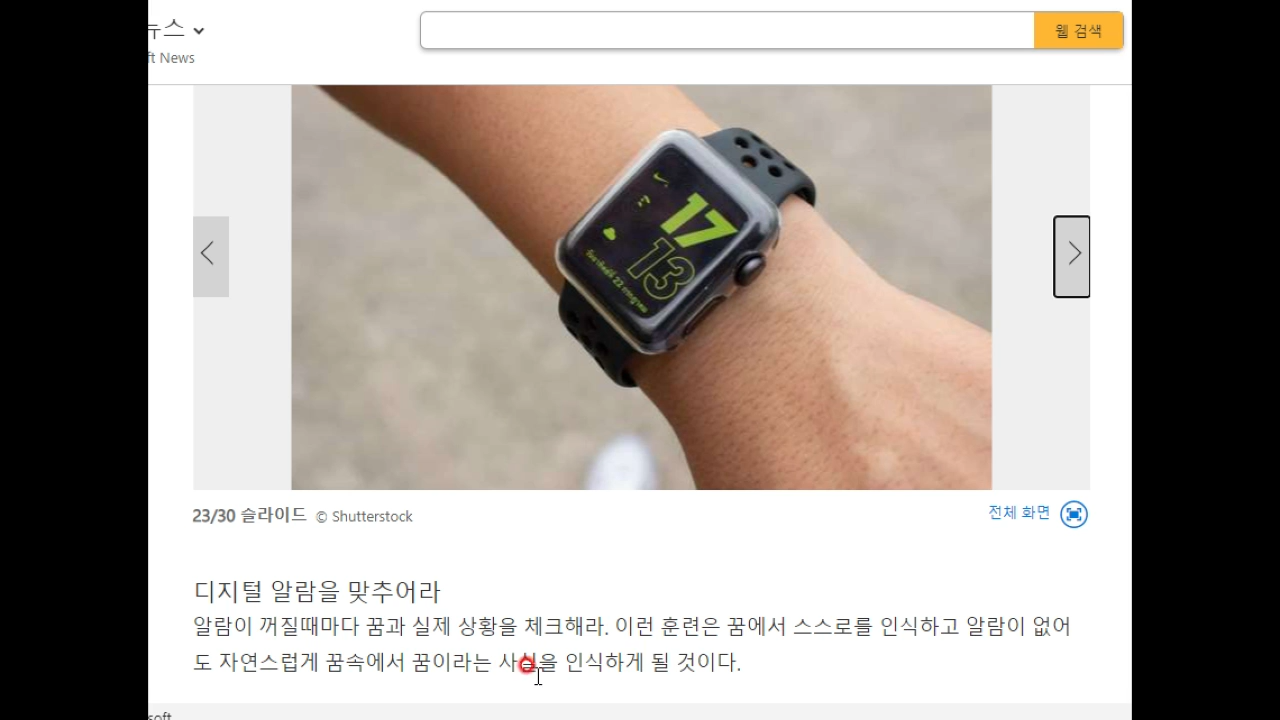 뉴스
ft News
웹 검색
17
13
23/30 슬라이드 © Shutterstock
전체 화면
디지털 알람을 맞추어라
알람이 꺼질때마다 꿈과 실제 상황을 체크해라. 이런 훈련은 꿈에서 스스로를 인식하고 알람이 없어
도 자연스럽게 꿈속에서 꿈이라는 사실을 인식하게 될 것이다.
soft